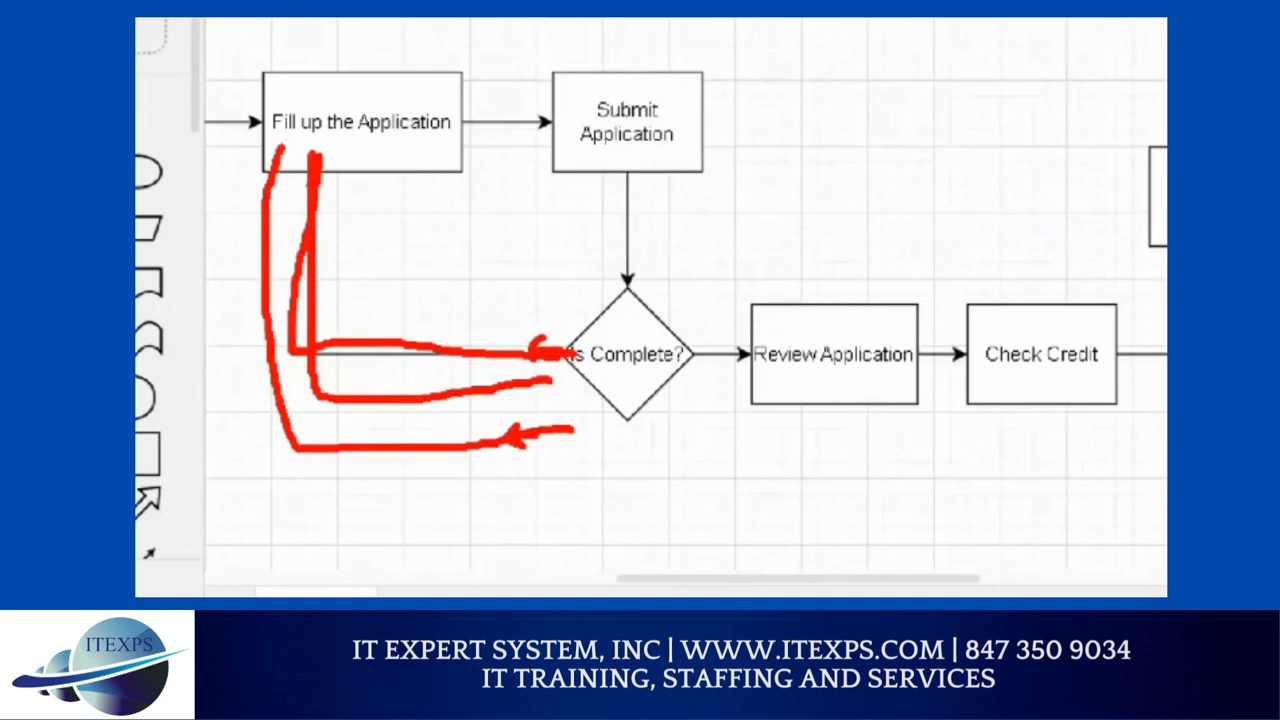 Fill up the Application
Submit
Application
Is Complete?
Review Application
Check Credit
ITEXPS
IT EXPERT SYSTEM, INC | WWW.ITEXPS.COM | 847 350 9034
IT TRAINING, STAFFING AND SERVICES